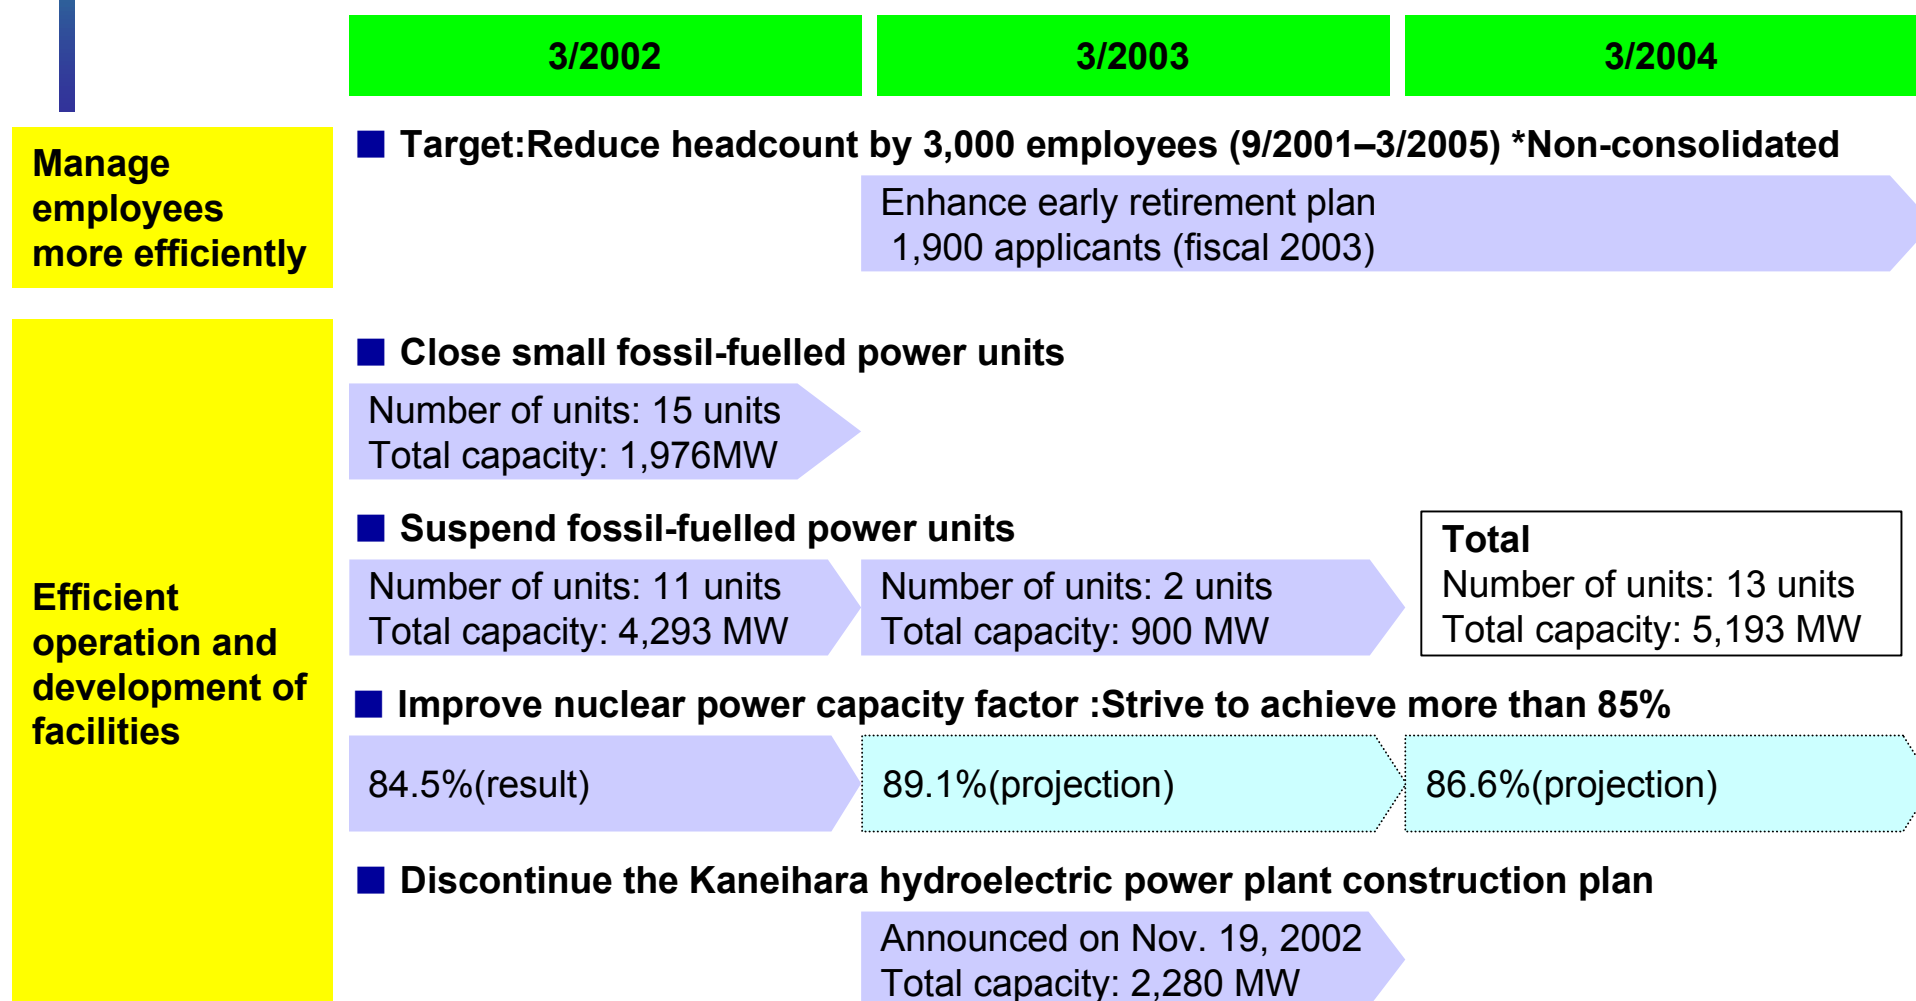 3/2002
3/2003
3/2004
Manage
employees
more efficiently
Target:Reduce headcount by 3,000 employees (9/2001–3/2005) *Non-consolidated
Enhance early retirement plan
1,900 applicants (fiscal 2003)
Efficient
operation and
development of
facilities
Close small fossil-fuelled power units
Number of units: 15 units
Total capacity: 1,976MW
Suspend fossil-fuelled power units
Number of units: 11 units
Total capacity: 4,293 MW
Number of units: 2 units
Total capacity: 900 MW
Total
Number of units: 13 units
Total capacity: 5,193 MW
Improve nuclear power capacity factor :Strive to achieve more than 85%
84.5%(result)
89.1%(projection)
86.6%(projection)
Discontinue the Kaneihara hydroelectric power plant construction plan
Announced on Nov. 19, 2002
Total capacity: 2,280 MW